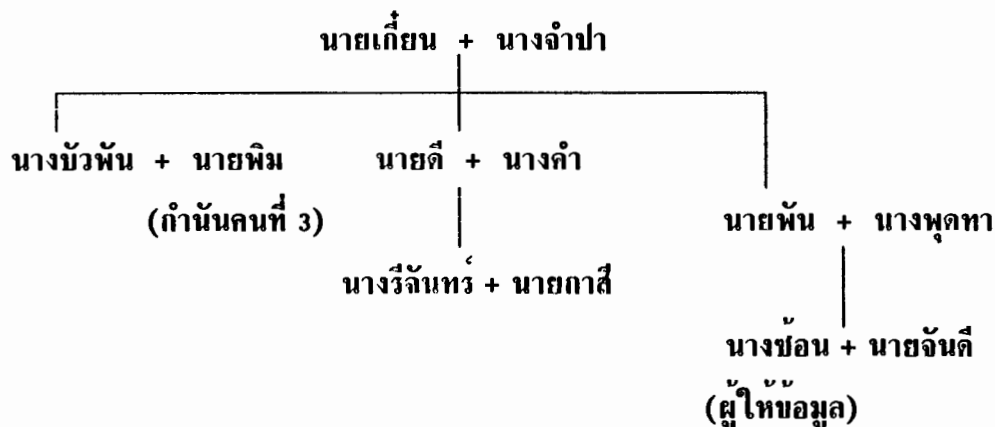 นายเกี๋ยน + นางจำปา
นางบัวพัน + นายพิม นายดี + นางคำ
(กำนันคนที่ 3) นายพัน + นางพุดทา
นางรีจันทร์ + นายกาสี
นางซ้อน + นายจันดี
(ผู้ให้ข้อมูล)